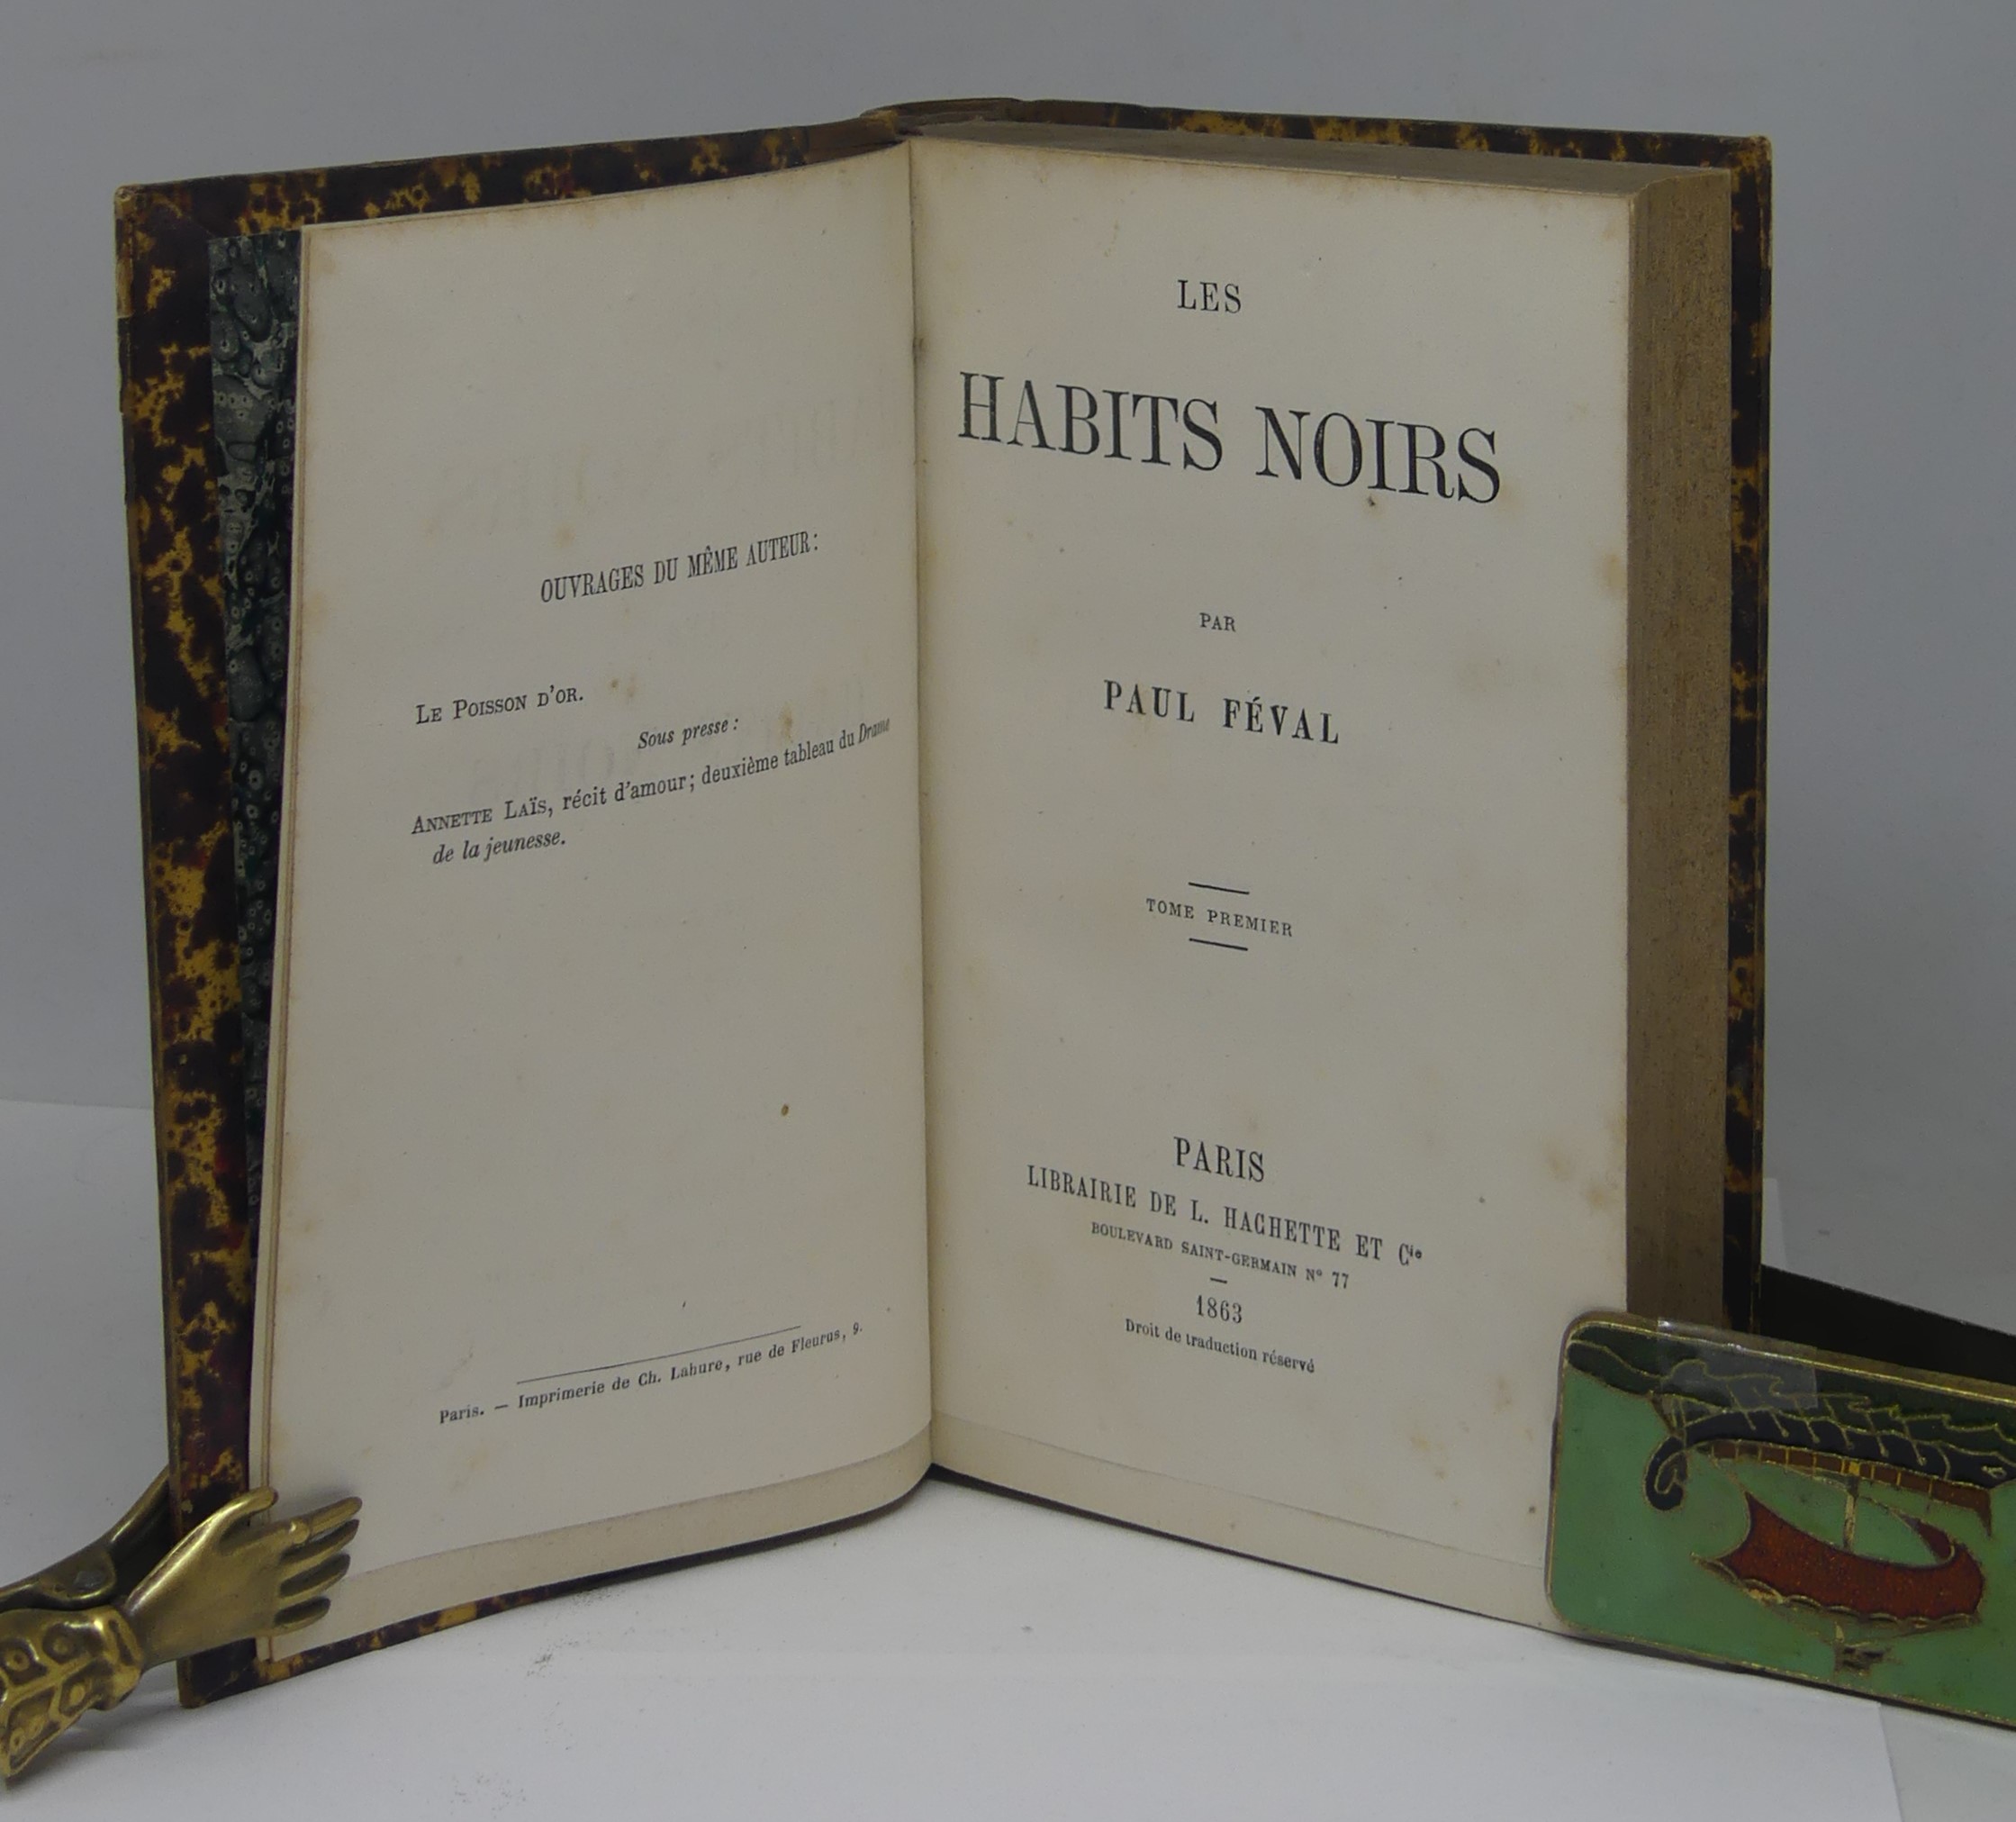 OUVRAGES DU MÊME AUTEUR:
LE POISSON D'OR.
Sous presse :
ANNETTE LAÏS, récit d'amour; deuxième tableau du Drame
de la jeunesse.
Paris. — Imprimerie de Ch. Lahure, rue de Fleurus, 9.
LES
HABITS NOIRS
PAR
PAUL FÉVAL
TOME PREMIER
PARIS
LIBRAIRIE DE L. HACHETTE ET Cie
BOULEVARD SAINT-GERMAIN No 77
1863
Droit de traduction réservé